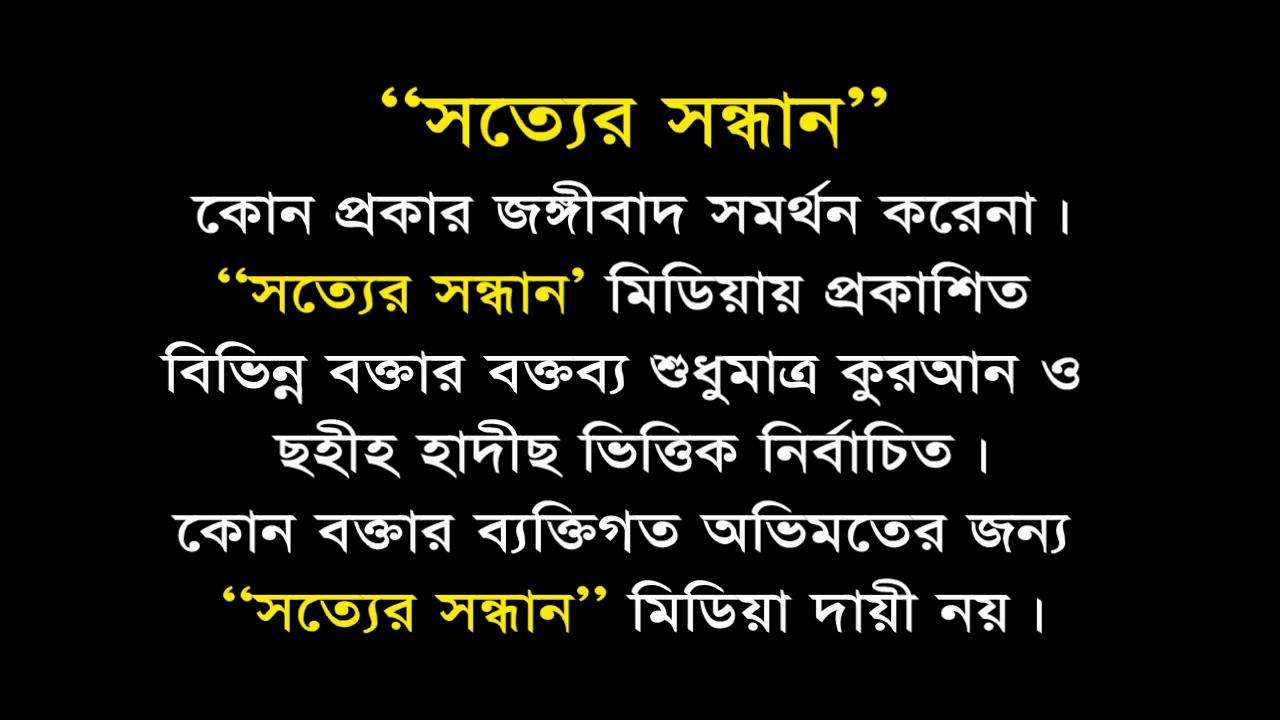 “সত্যের সন্ধান”
কোন প্রকার জঙ্গীবাদ সমর্থন করেনা।
“সত্যের সন্ধান’ মিডিয়ায় প্রকাশিত
বিভিন্ন বক্তার বক্তব্য শুধুমাত্র কুরআন ও
ছহীহ হাদীছ ভিত্তিক নির্বাচিত।
কোন বক্তার ব্যক্তিগত অভিমতের জন্য
“সত্যের সন্ধান” মিডিয়া দায়ী নয়।